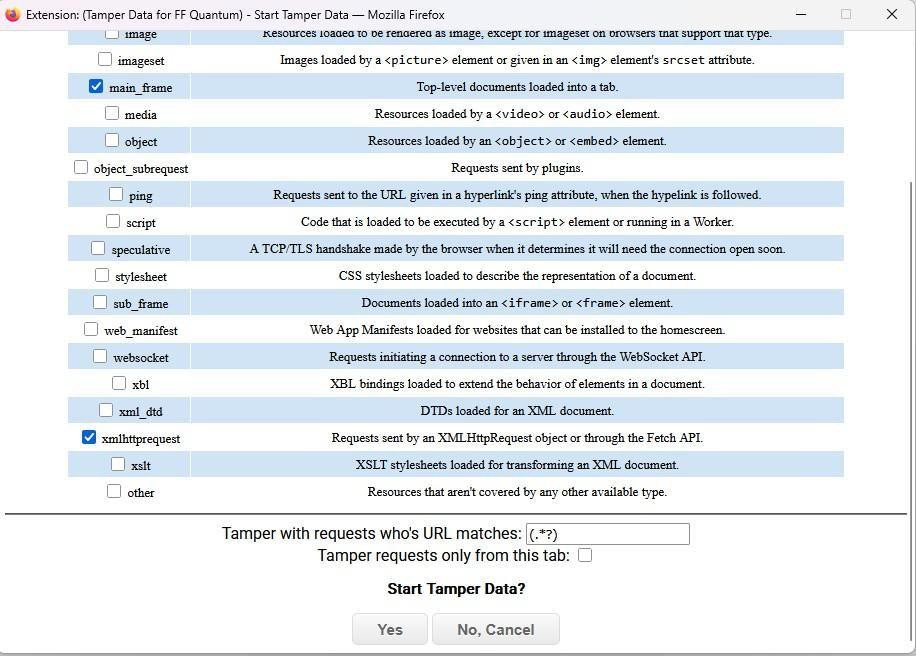 Extension: (Tamper Data for FF Quantum) - Start Tamper Data — Mozilla Firefox
image Resources loaded to be rendered as image, except for imageset on browsers that support that type.
imageset Images loaded by a <picture> element or given in an <img> element's srcset attribute.
main_frame Top-level documents loaded into a tab.
media Resources loaded by a <video> or <audio> element.
object Resources loaded by an <object> or <embed> element.
object_subrequest Requests sent by plugins.
ping Requests sent to the URL given in a hyperlink's ping attribute, when the hypelink is followed.
script Code that is loaded to be executed by a <script> element or running in a Worker.
speculative A TCP/TLS handshake made by the browser when it determines it will need the connection open soon.
stylesheet CSS stylesheets loaded to describe the representation of a document.
sub_frame Documents loaded into an <iframe> or <frame> element.
web_manifest Web App Manifests loaded for websites that can be installed to the homescreen.
websocket Requests initiating a connection to a server through the WebSocket API.
xbl XBL bindings loaded to extend the behavior of elements in a document.
xml_dtd DTDs loaded for an XML document.
xmlhttprequest Requests sent by an XMLHttpRequest object or through the Fetch API.
xslt XSLT stylesheets loaded for transforming an XML document.
other Resources that aren't covered by any other available type.
Tamper with requests who's URL matches: (.*?)
Tamper requests only from this tab:
Start Tamper Data?
Yes No, Cancel